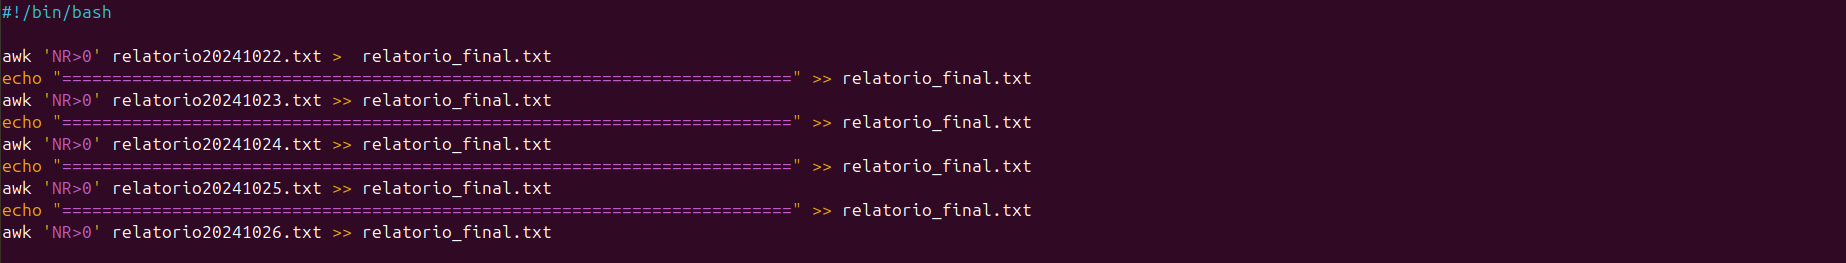 #!/bin/bash

awk 'NR>0' relatorio20241022.txt >  relatorio_final.txt
echo "=========================================================================" >> relatorio_final.txt
awk 'NR>0' relatorio20241023.txt >> relatorio_final.txt
echo "=========================================================================" >> relatorio_final.txt
awk 'NR>0' relatorio20241024.txt >> relatorio_final.txt
echo "=========================================================================" >> relatorio_final.txt
awk 'NR>0' relatorio20241025.txt >> relatorio_final.txt
echo "=========================================================================" >> relatorio_final.txt
awk 'NR>0' relatorio20241026.txt >> relatorio_final.txt